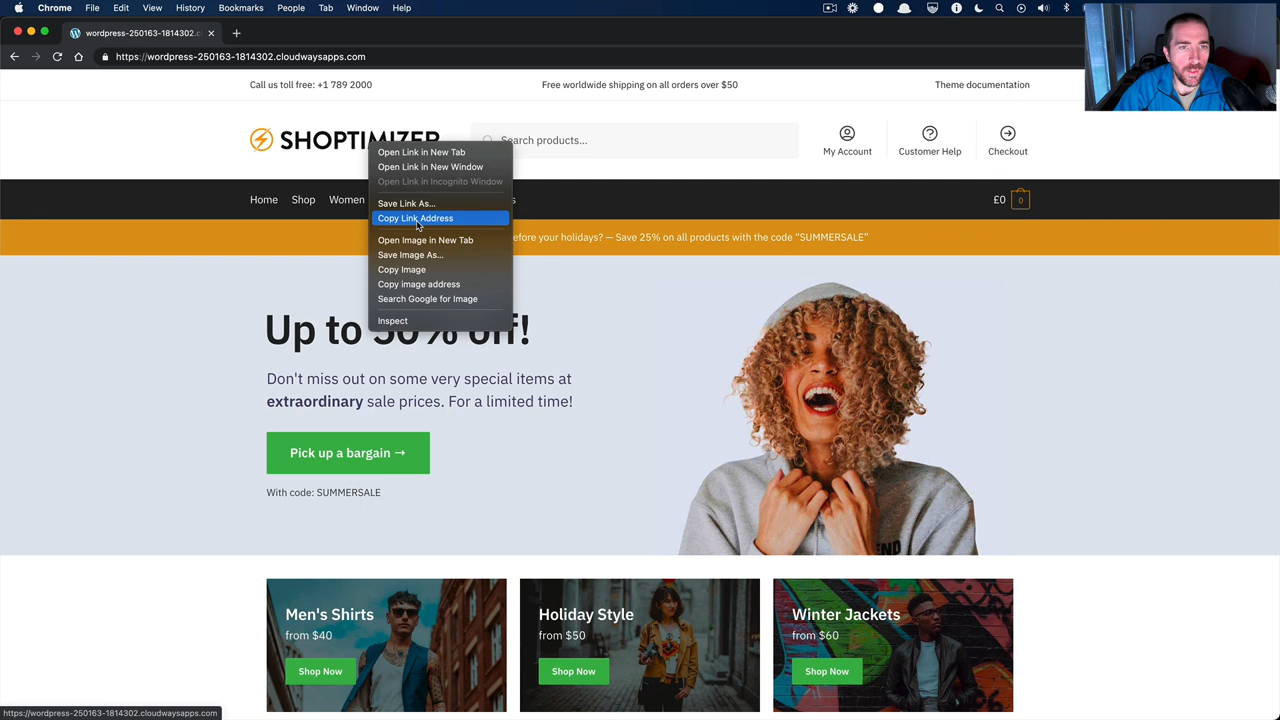 Chrome File Edit View History Bookmarks People Tab Window Help
wordpress-250163-1814302.c
https://wordpress-250163-1814302.cloudwaysapps.com
Call us toll free: +1 789 2000
Free worldwide shipping on all orders over $50
Theme documentation
SHOPTIMIZER
Search products...
My Account
Customer Help
Checkout
Home Shop Women s
£0 0
Open Link in New Tab
Open Link in New Window
Open Link in Incognito Window
Save Link As...
Copy Link Address
Open Image in New Tab
Save Image As...
Copy Image
Copy image address
Search Google for Image
Inspect
before your holidays? — Save 25% on all products with the code “SUMMERSALE”
Up to 50% off!
Don't miss out on some very special items at
extraordinary sale prices. For a limited time!
Pick up a bargain →
With code: SUMMERSALE
Men's Shirts
from $40
Shop Now
Holiday Style
from $50
Shop Now
Winter Jackets
from $60
Shop Now
https://wordpress-250163-1814302.cloudwaysapps.com